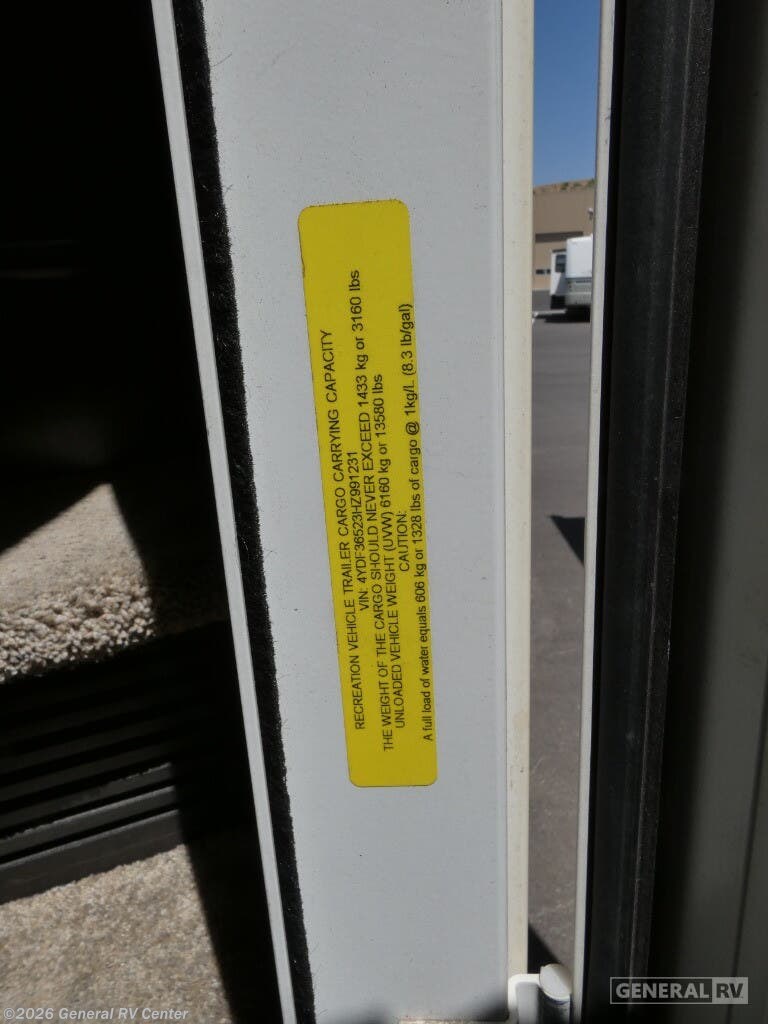 RECREATION VEHICLE TRAILER CARGO CARRYING CAPACITY
VIN: 4YDF36523HZ991231
THE WEIGHT OF THE CARGO SHOULD NEVER EXCEED 1433 kg or 3160 lbs
UNLOADED VEHICLE WEIGHT (UVW) 6160 kg or 13580 lbs
CAUTION:
A full load of water equals 606 kg or 1328 lbs of cargo @ 1kg/L (8.3 lb/gal)
GENERAL RV
©2026 General RV Center